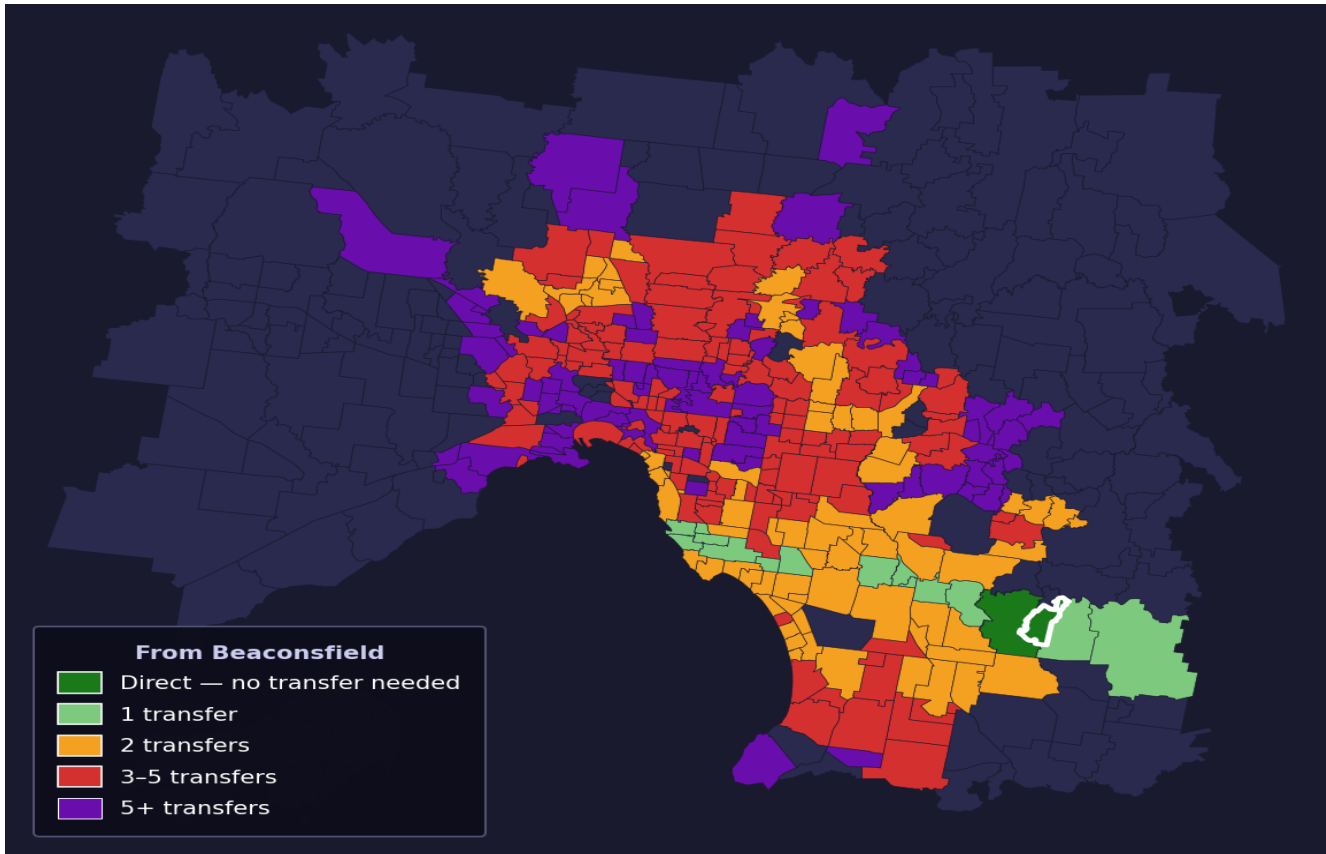 From Beaconsfield
Direct — no transfer needed
1 transfer
2 transfers
3–5 transfers
5+ transfers